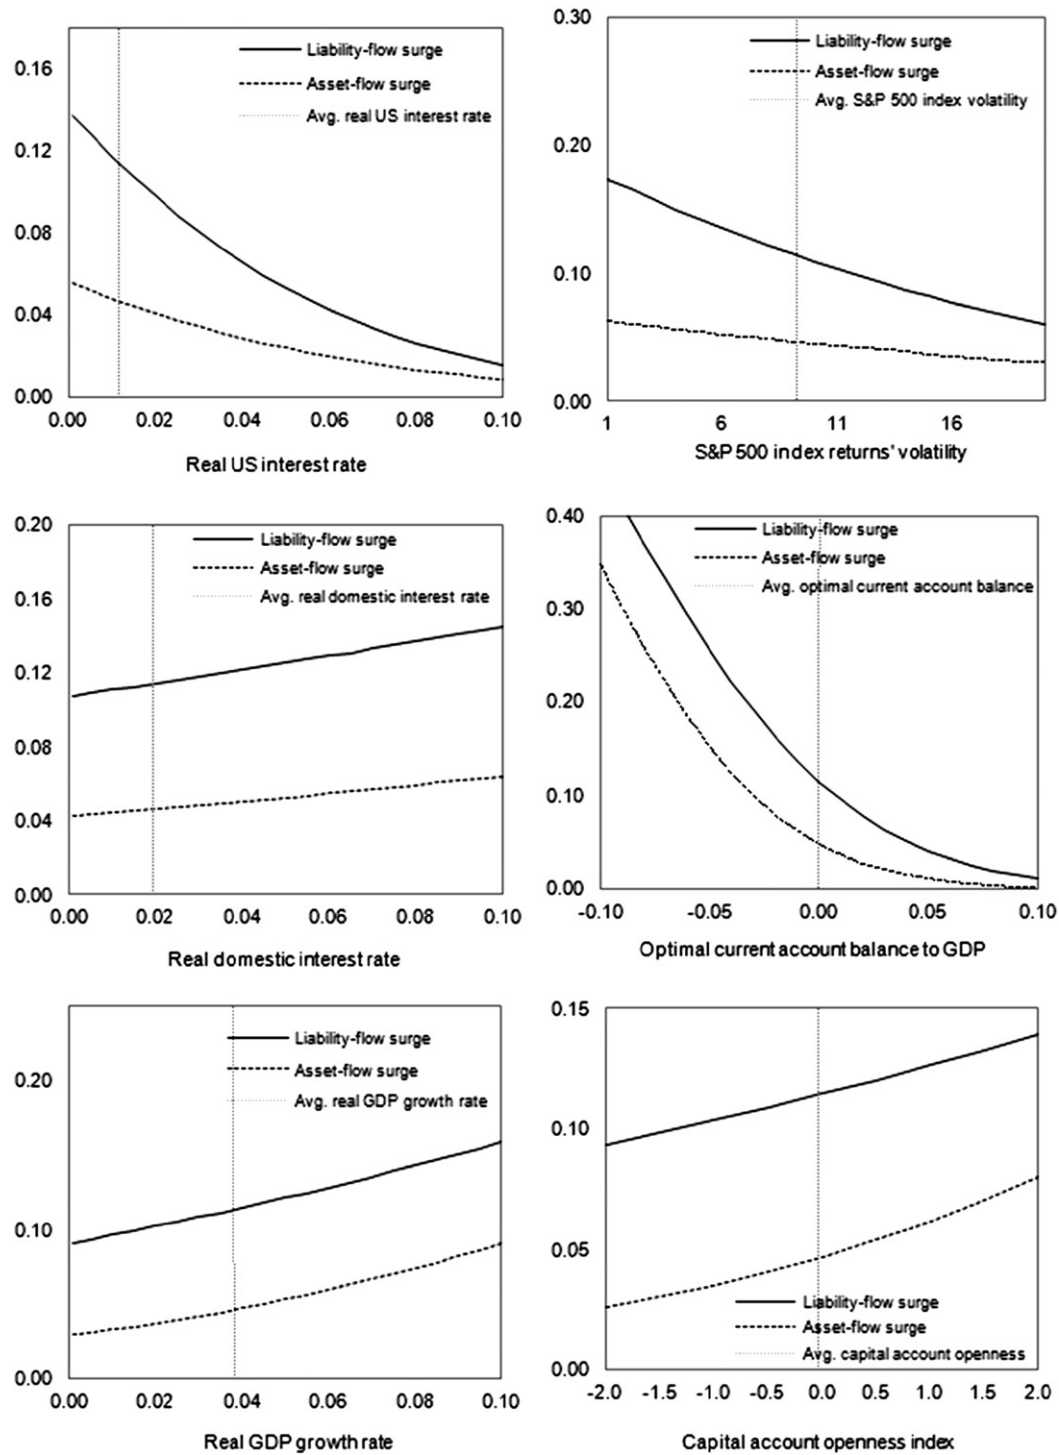 0.16
0.12
0.08
0.04
0.00
Liability-flow surge
Asset-flow surge
Avg. real US interest rate
0.00 0.02 0.04 0.06 0.08 0.10
Real US interest rate
0.30
0.20
0.10
0.00
Liability-flow surge
Asset-flow surge
Avg. S&P 500 index volatility
1 6 11 16
S&P 500 index returns' volatility
0.20
0.16
0.12
0.08
0.04
0.00
Liability-flow surge
Asset-flow surge
Avg. real domestic interest rate
0.00 0.02 0.04 0.06 0.08 0.10
Real domestic interest rate
0.40
0.30
0.20
0.10
0.00
Liability-flow surge
Asset-flow surge
Avg. optimal current account balance
-0.10 -0.05 0.00 0.05 0.10
Optimal current account balance to GDP
0.20
0.10
0.00
Liability-flow surge
Asset-flow surge
Avg. real GDP growth rate
0.00 0.02 0.04 0.06 0.08 0.10
Real GDP growth rate
0.15
0.10
0.05
0.00
Liability-flow surge
Asset-flow surge
Avg. capital account openness
-2.0 -1.5 -1.0 -0.5 0.0 0.5 1.0 1.5 2.0
Capital account openness index